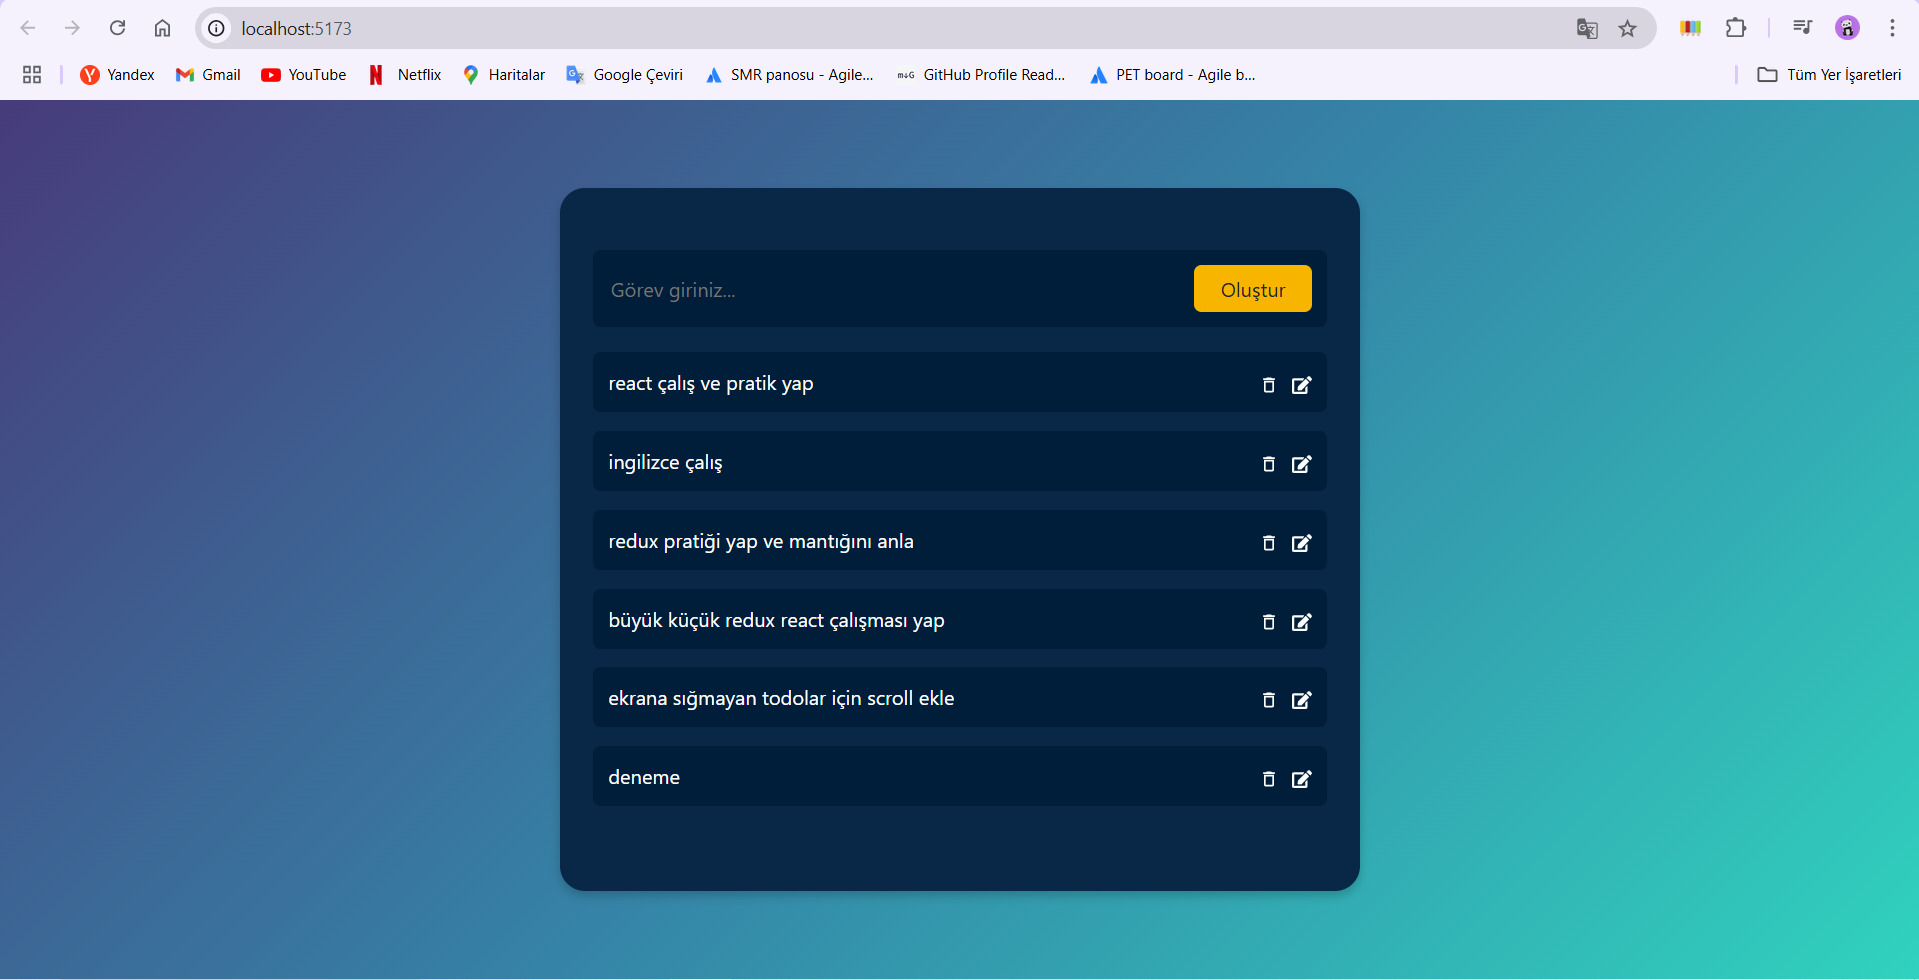 localhost:5173
Yandex Gmail YouTube Netflix Haritalar Google Çeviri SMR panosu - Agile... GitHub Profile Read... PET board - Agile b... Tüm Yer İşaretleri
Görev giriniz... Oluştur
react çalış ve pratik yap
ingilizce çalış
redux pratiği yap ve mantığını anla
büyük küçük redux react çalışması yap
ekrana sığmayan todolar için scroll ekle
deneme